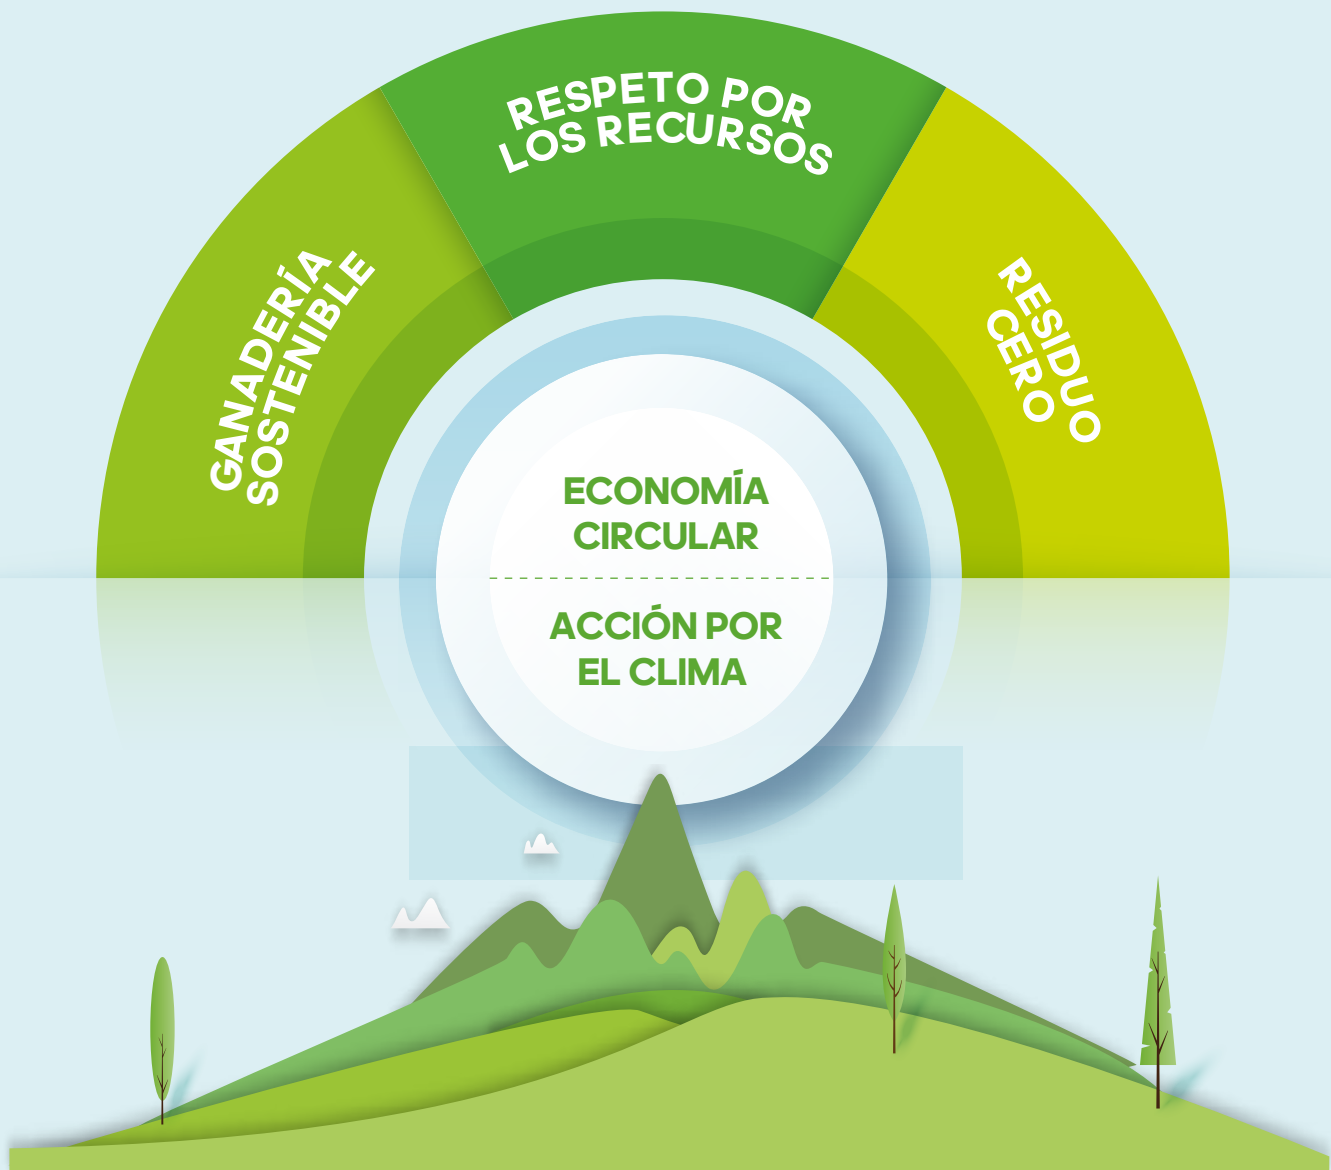 RESPETO POR
LOS RECURSOS
GANADERÍA
SOSTENIBLE
RESIDUO
CERO
ECONOMÍA
CIRCULAR
ACCIÓN POR
EL CLIMA